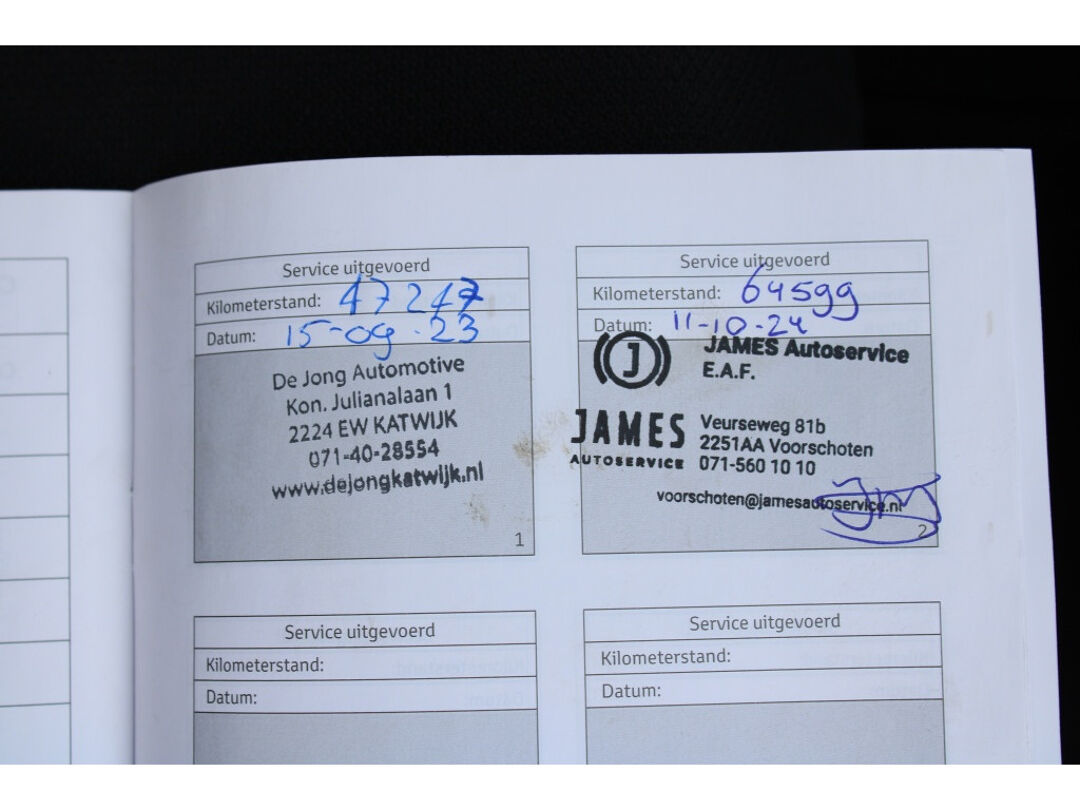 Service uitgevoerd
Kilometerstand: 47247
Datum: 15-09-23
De Jong Automotive
Kon. Julianalaan 1
2224 EW KATWIJK
071-40-28554
www.dejongkatwijk.nl
1
Service uitgevoerd
Kilometerstand: 64599
Datum: 11-10-24
J
JAMES Autoservice
E.A.F.
JAMES
AUTOSERVICE
Veurseweg 81b
2251AA Voorschoten
071-560 10 10
voorschoten@jamesautoservice.nl
2
Service uitgevoerd
Kilometerstand:
Datum:
Service uitgevoerd
Kilometerstand:
Datum: